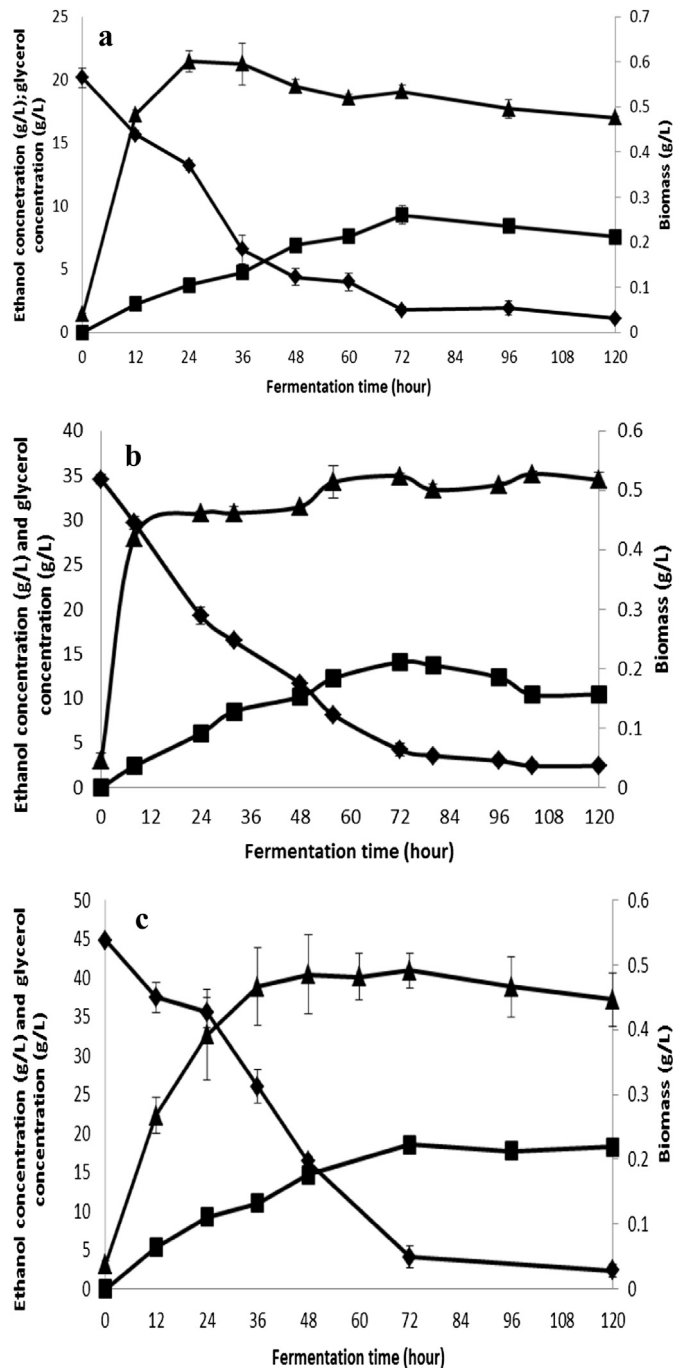 a
Ethanol concnetration (g/L); glycerol
concentration (g/L)
25
20
15
10
5
0
0.7
0.6
0.5
0.4
0.3
0.2
0.1
0
Biomass (g/L)
0 12 24 36 48 60 72 84 96 108 120
Fermentation time (hour)
b
Ethanol concentration (g/L) and glycerol
concentration (g/L)
40
35
30
25
20
15
10
5
0
0.6
0.5
0.4
0.3
0.2
0.1
0
Biomass (g/L)
0 12 24 36 48 60 72 84 96 108 120
Fermentation time (hour)
c
Ethanol concentration (g/L) and glycerol
concentration (g/L)
50
45
40
35
30
25
20
15
10
5
0
0.6
0.5
0.4
0.3
0.2
0.1
0
Biomass (g/L)
0 12 24 36 48 60 72 84 96 108 120
Fermentation time (hour)